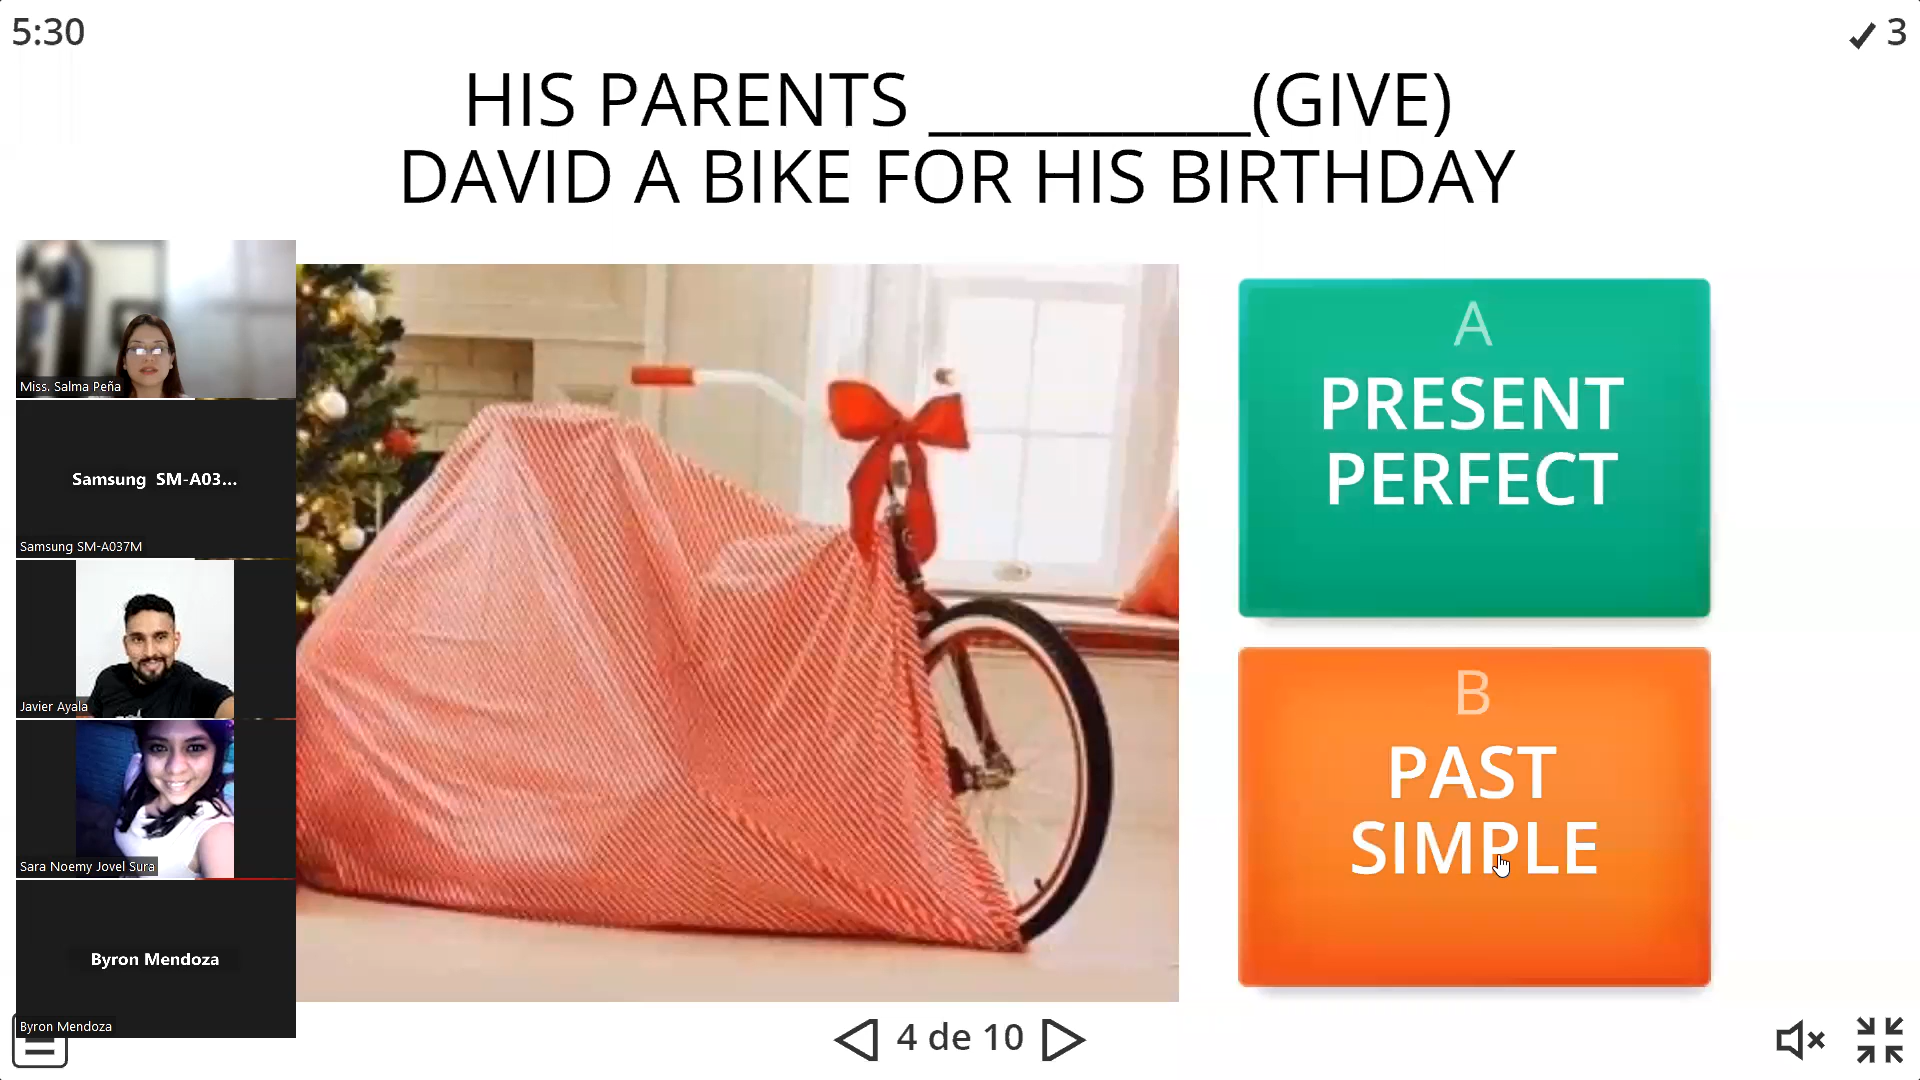 5:30
3
HIS PARENTS __________(GIVE)
DAVID A BIKE FOR HIS BIRTHDAY
Miss. Salma Peña
Samsung SM-A03...
Samsung SM-A037M
Javier Ayala
Sara Noemy Jovel Sura
Byron Mendoza
Byron Mendoza
A
PRESENT
PERFECT
B
PAST
SIMPLE
4 de 10